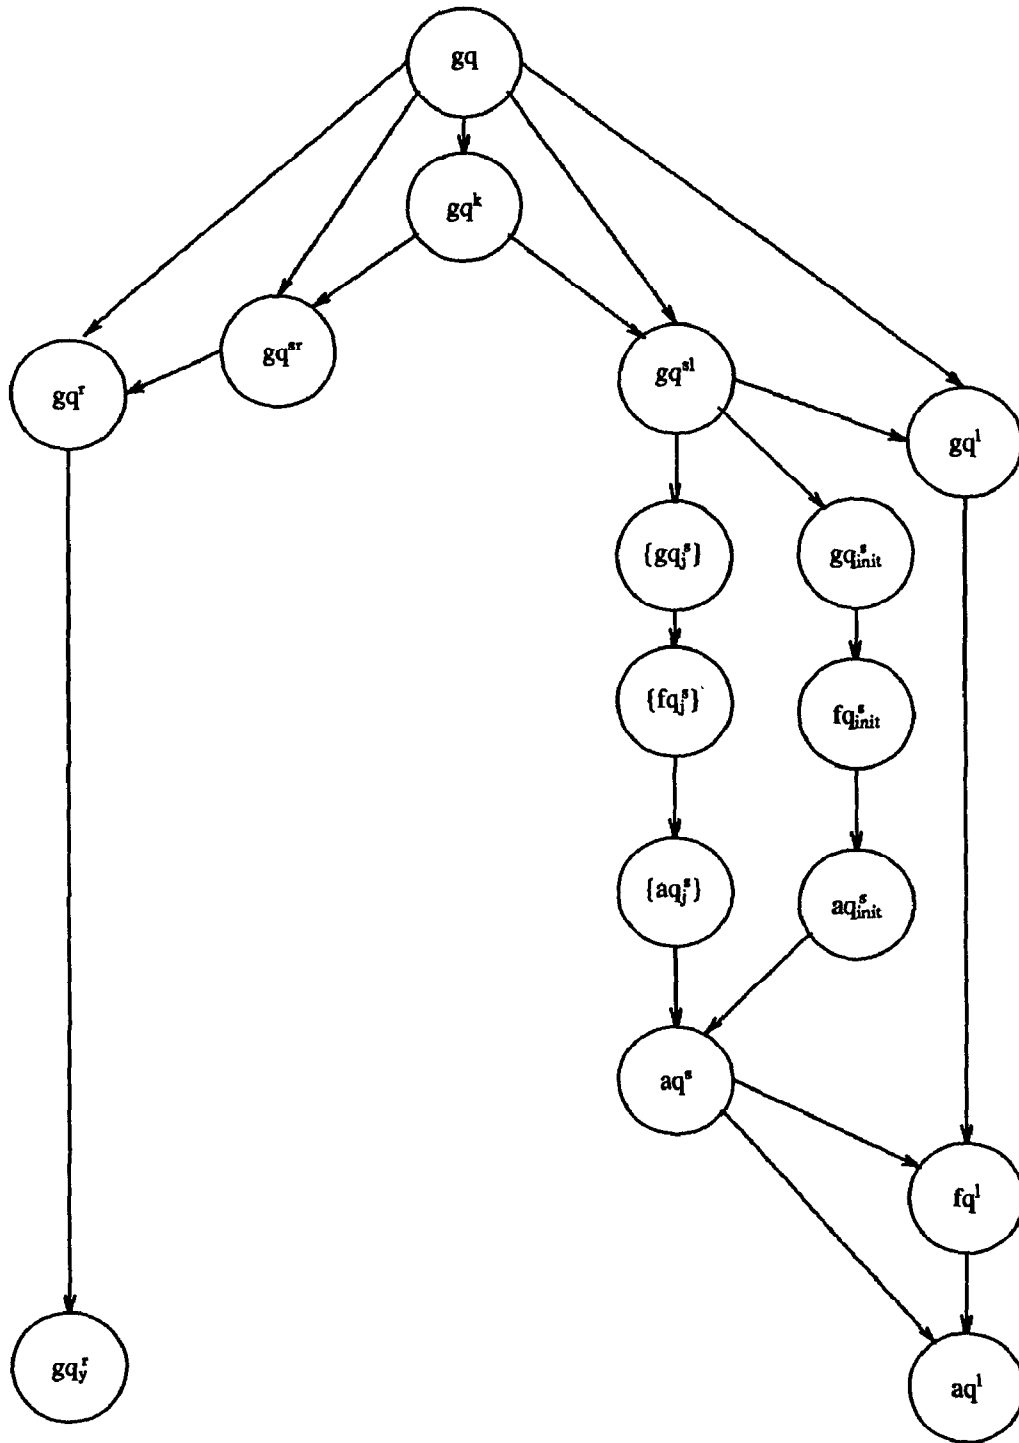 gq
gq^k
gq^sr
gq^sl
gq^r
gq^l
{gq_j^s}
gq_init^s
{fq_j^s}
fq_init^s
{aq_j^s}
aq_init^s
aq^s
fq^l
gq_y^r
aq^l